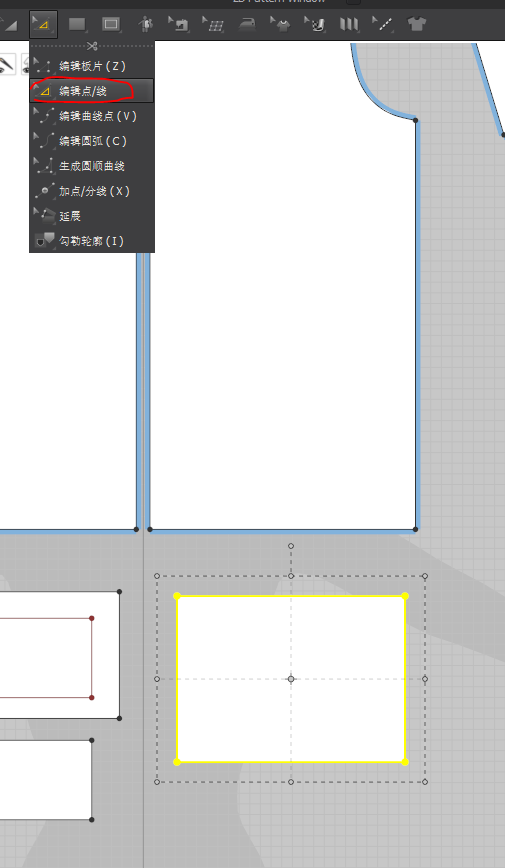 2D Pattern Window
编辑板片(Z)
编辑点/线
编辑曲线点(V)
编辑圆弧(C)
生成圆顺曲线
加点/分线(X)
延展
勾勒轮廓(I)